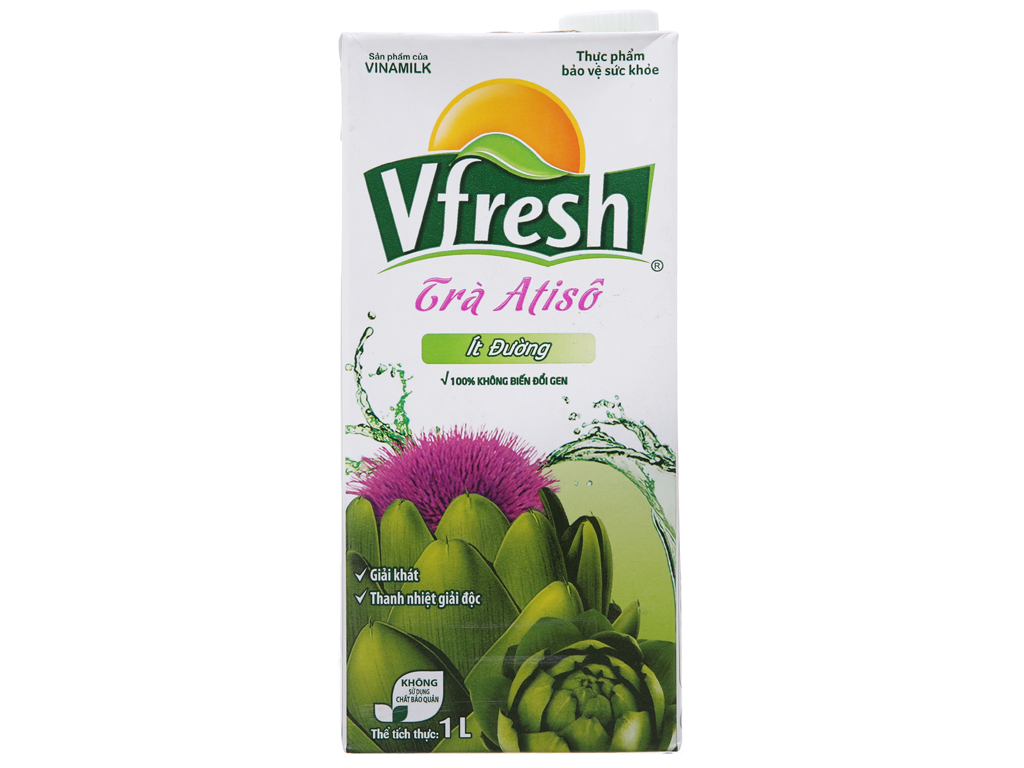 Sản phẩm của
VINAMILK
Thực phẩm
bảo vệ sức khỏe
Vfresh
®
Trà Atisô
Ít Đường
√ 100% KHÔNG BIẾN ĐỔI GEN
✓ Giải khát
✓ Thanh nhiệt giải độc
KHÔNG
SỬ DỤNG
CHẤT BẢO QUẢN
Thể tích thực: 1 L